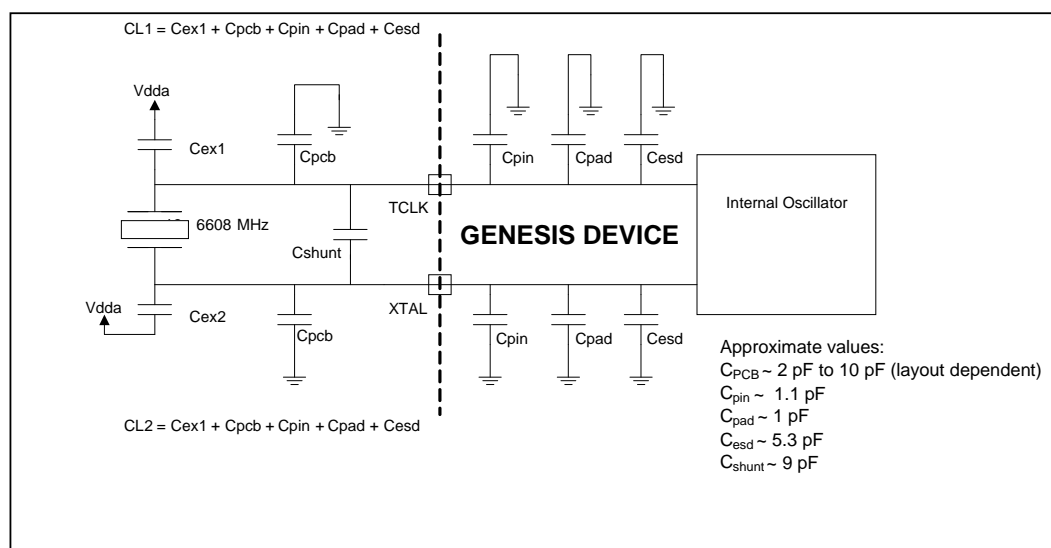 CL1 = Cex1 + Cpcb + Cpin + Cpad + Cesd
Vdda
Cex1
Cpcb
Cpin
Cpad
Cesd
6608 MHz
TCLK
Internal Oscillator
Cshunt
GENESIS DEVICE
Vdda
Cex2
XTAL
Cpcb
Cpin
Cpad
Cesd
Approximate values:
CPCB ~ 2 pF to 10 pF (layout dependent)
Cpin ~ 1.1 pF
Cpad ~ 1 pF
Cesd ~ 5.3 pF
Cshunt ~ 9 pF
CL2 = Cex1 + Cpcb + Cpin + Cpad + Cesd